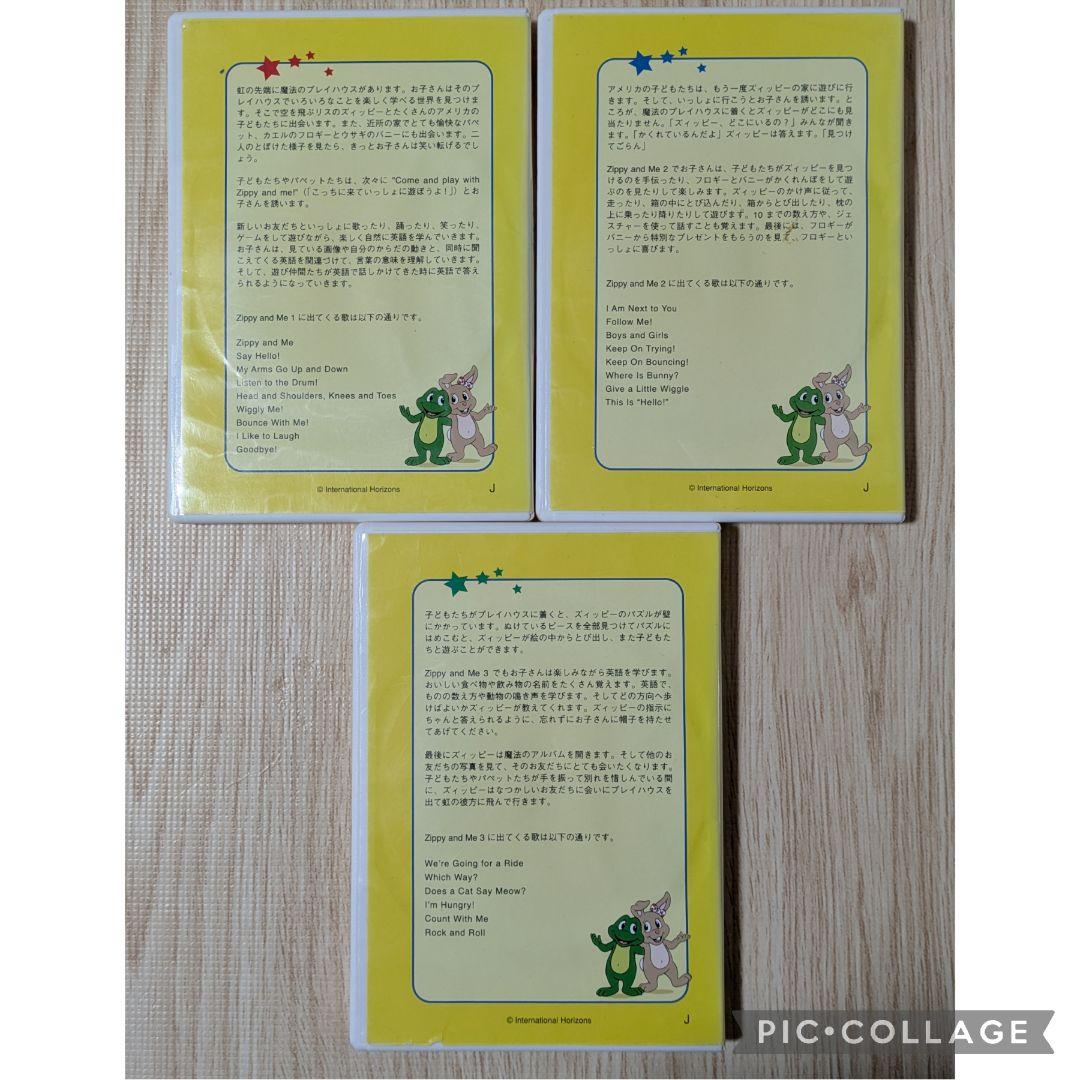 虹の先端に魔法のプレイハウスがあります。お子さんはそのプ
レイハウスでいろいろなことを楽しく学べる世界を見つけま
す。そこで空を飛ぶリスのズィッピーとたくさんのアメリカの
子どもたちに出会います。また、近所の家でとても愉快なパペ
ット、カエルのフロギーとウサギのバニーにも出会います。二
人のとぼけた様子を見たら、きっとお子さんは笑い転げるでし
ょう。
子どもたちやパペットたちは、次々に "Come and play with
Zippy and me!"（「こっちに来ていっしょに遊ぼうよ！」）とお
子さんを誘います。
新しいお友だちといっしょに歌ったり、踊ったり、笑ったり、
ゲームをして遊びながら、楽しく自然に英語を学んでいきます。
お子さんは、見ている画像や自分のからだの動きと、同時に聞
こえてくる英語を関連づけて、言葉の意味を理解していきます。
そして、遊び仲間たちが英語で話しかけてきた時に英語で答え
られるようになっていきます。
Zippy and Me 1 に出てくる歌は以下の通りです。
Zippy and Me
Say Hello!
My Arms Go Up and Down
Listen to the Drum!
Head and Shoulders, Knees and Toes
Wiggly Me!
Bounce With Me!
I Like to Laugh
Goodbye!
© International Horizons
J
アメリカの子どもたちは、もう一度ズィッピーの家に遊びに行
きます。そして、いっしょに行こうとお子さんを誘います。と
ころが、魔法のプレイハウスに着くとズィッピーがどこにも見
当たりません。「ズィッピー、どこにいるの？」みんなが聞き
ます。「かくれているんだよ」ズィッピーは答えます。「見つけ
てごらん」
Zippy and Me 2 でお子さんは、子どもたちがズィッピーを見つ
けるのを手伝ったり、フロギーとバニーがかくれんぼをして遊
ぶのを見たりして楽しみます。ズィッピーのかけ声に従って、
走ったり、箱の中にとび込んだり、箱からとび出したり、枕の
上に乗ったり降りたりして遊びます。10 までの数え方や、ジェ
スチャーを使って話すことも覚えます。最後には、フロギーが
バニーから特別なプレゼントをもらうのを見て、フロギーとい
っしょに喜びます。
Zippy and Me 2 に出てくる歌は以下の通りです。
I Am Next to You
Follow Me!
Boys and Girls
Keep On Trying!
Keep On Bouncing!
Where Is Bunny?
Give a Little Wiggle
This Is "Hello!"
© International Horizons
J
子どもたちがプレイハウスに着くと、ズィッピーのパズルが壁
にかかっています。ぬけているピースを全部見つけてパズルに
はめこむと、ズィッピーが絵の中からとび出し、また子どもた
ちと遊ぶことができます。
Zippy and Me 3 でもお子さんは楽しみながら英語を学びます。
おいしい食べ物や飲み物の名前をたくさん覚えます。英語で、
ものの数え方や動物の鳴き声を学びます。そしてどの方向へ歩
けばよいかズィッピーが教えてくれます。ズィッピーの指示に
ちゃんと答えられるように、忘れずにお子さんに帽子を持たせ
てあげてください。
最後にズィッピーは魔法のアルバムを開きます。そして他のお
友だちの写真を見て、そのお友だちにとても会いたくなります。
子どもたちやパペットたちが手を振って別れを惜しんでいる間
に、ズィッピーはなつかしいお友だちに会いにプレイハウスを
出て虹の彼方に飛んで行きます。
Zippy and Me 3 に出てくる歌は以下の通りです。
We're Going for a Ride
Which Way?
Does a Cat Say Meow?
I'm Hungry!
Count With Me
Rock and Roll
© International Horizons
J
PIC•COLLAGE